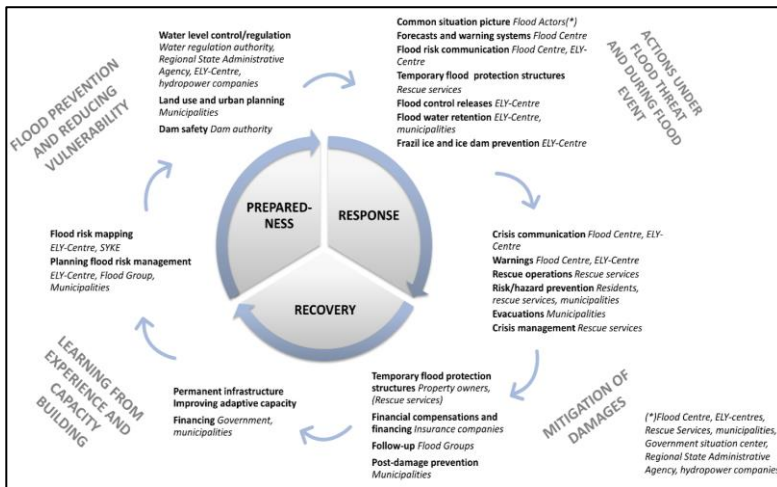 Water level control/regulation
Water regulation authority,
Regional State Administrative
Agency, ELY-Centre,
hydropower companies
Land use and urban planning
Municipalities
Dam safety Dam authority
Common situation picture Flood Actors(*)
Forecasts and warning systems Flood Centre
Flood risk communication Flood Centre, ELY-
Centre
Temporary flood protection structures
Rescue services
Flood control releases ELY-Centre
Flood water retention ELY-Centre,
municipalities
Frazil ice and ice dam prevention ELY-Centre
FLOOD PREVENTION
AND REDUCING
VULNERABILITY
ACTIONS UNDER
FLOOD THREAT
AND DURING FLOOD
EVENT
PREPARED-
NESS
RESPONSE
RECOVERY
Flood risk mapping
ELY-Centre, SYKE
Planning flood risk management
ELY-Centre, Flood Group,
Municipalities
Crisis communication Flood Centre, ELY-
Centre
Warnings Flood Centre, ELY-Centre
Rescue operations Rescue services
Risk/hazard prevention Residents,
rescue services, municipalities
Evacuations Municipalities
Crisis management Rescue services
LEARNING FROM
EXPERIENCE AND
CAPACITY
BUILDING
Permanent infrastructure
Improving adaptive capacity
Financing Government,
municipalities
Temporary flood protection
structures Property owners,
(Rescue services)
Financial compensations and
financing Insurance companies
Follow-up Flood Groups
Post-damage prevention
Municipalities
MITIGATION OF
DAMAGES
(*)Flood Centre, ELY-centres,
Rescue Services, municipalities,
Government situation center,
Regional State Administrative
Agency, hydropower companies